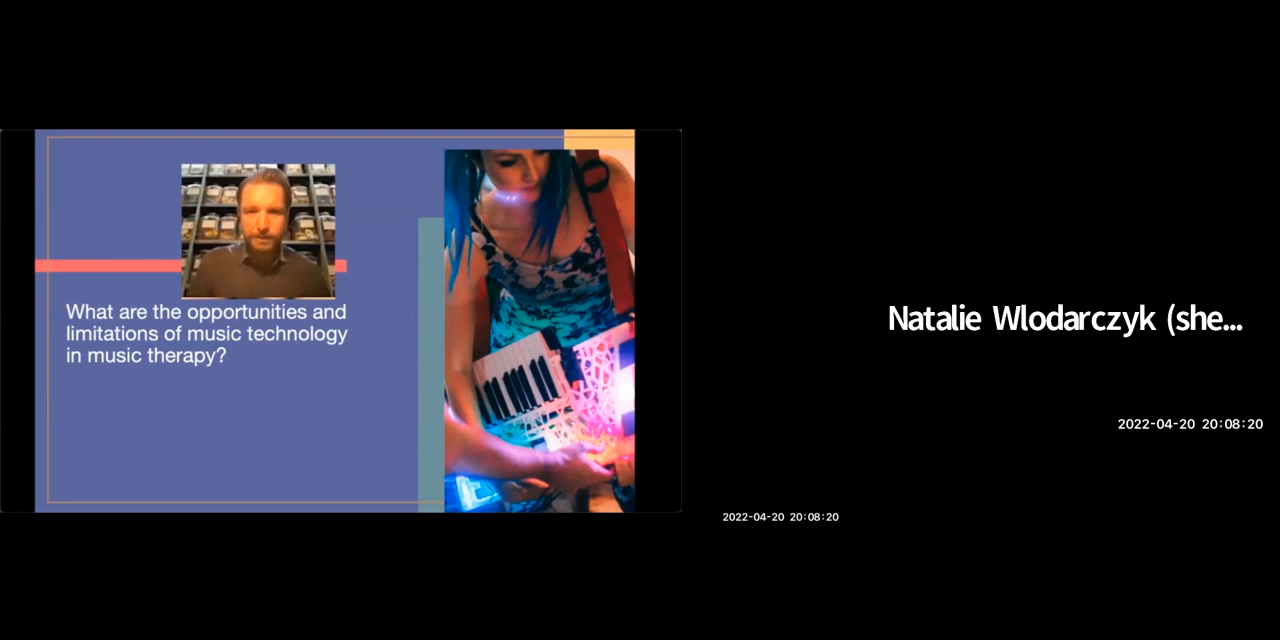 What are the opportunities and
limitations of music technology
in music therapy?
Natalie Wlodarczyk (she...
2022-04-20 20:08:20
2022-04-20 20:08:20